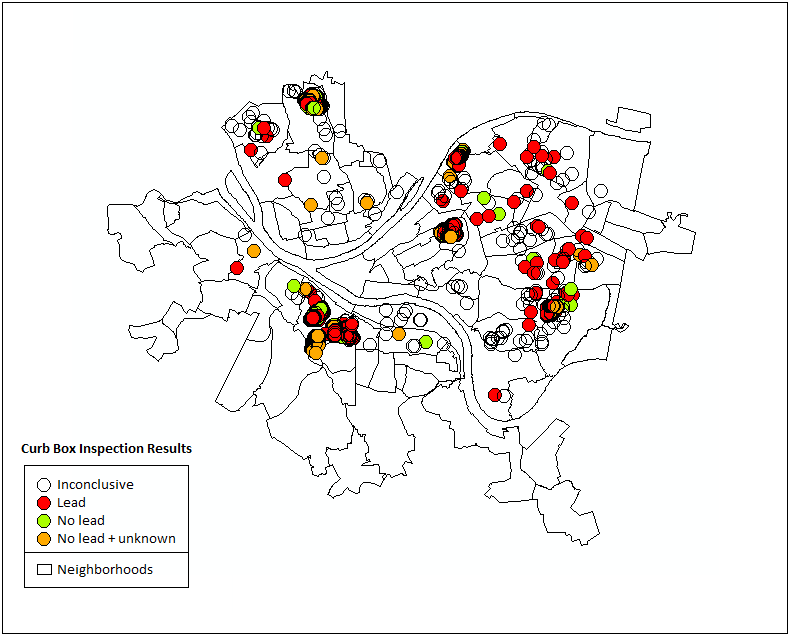 Curb Box Inspection Results
Inconclusive
Lead
No lead
No lead + unknown
Neighborhoods